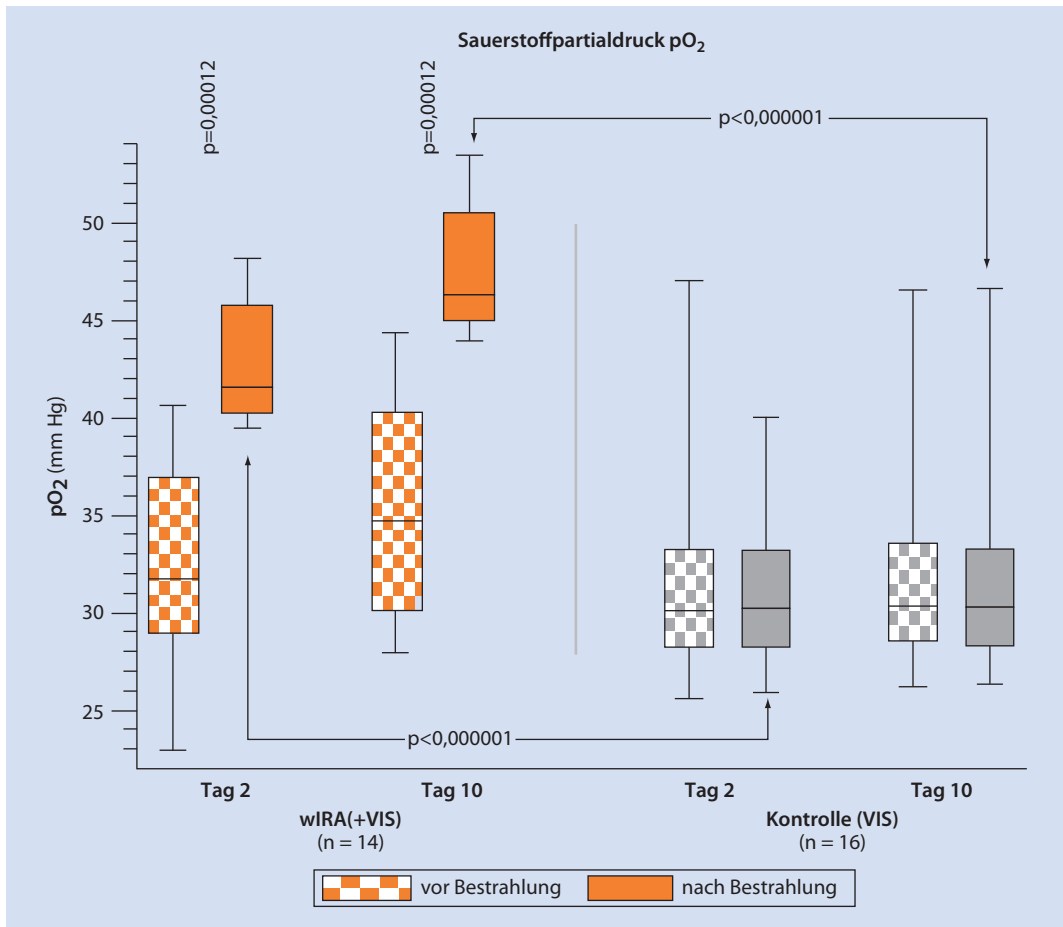 Sauerstoffpartialdruck pO2
p=0,00012
p=0,00012
p<0,000001
50
45
40
35
30
25
pO2 (mm Hg)
p<0,000001
Tag 2
Tag 10
Tag 2
Tag 10
wIRA(+VIS)
(n = 14)
Kontrolle (VIS)
(n = 16)
vor Bestrahlung
nach Bestrahlung